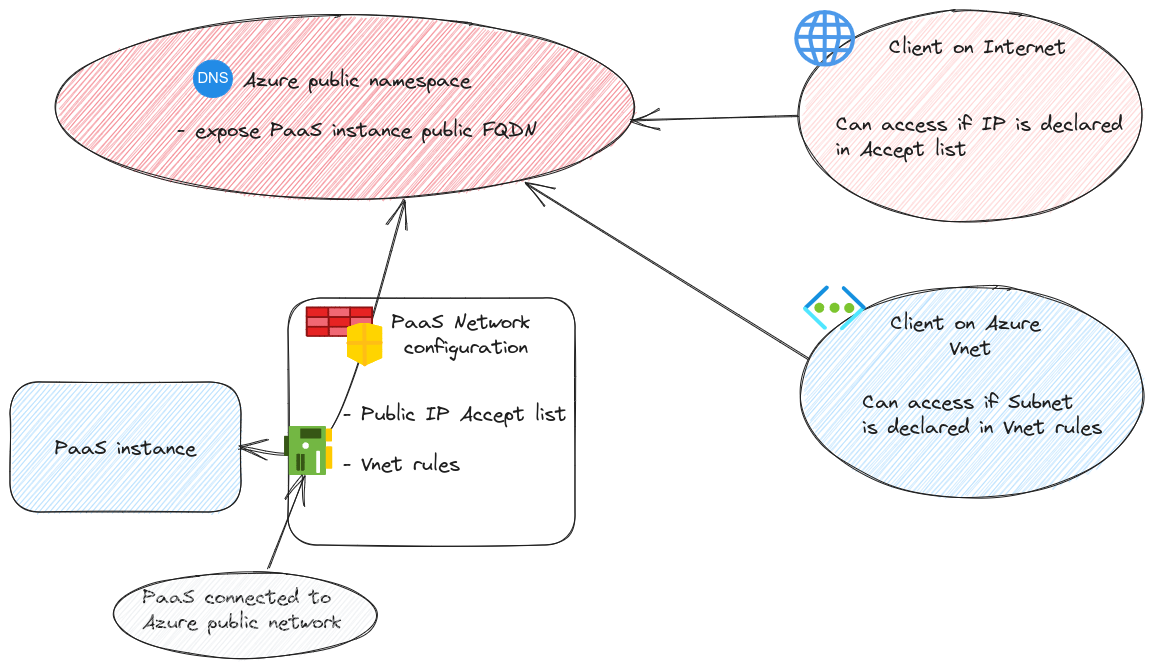 DNS
Azure public namespace
- expose PaaS instance public FQDN
Client on Internet
Can access if IP is declared
in Accept list
PaaS Network
configuration
- Public IP Accept list
- Vnet rules
Client on Azure
Vnet
Can access if Subnet
is declared in Vnet rules
PaaS instance
PaaS connected to
Azure public network